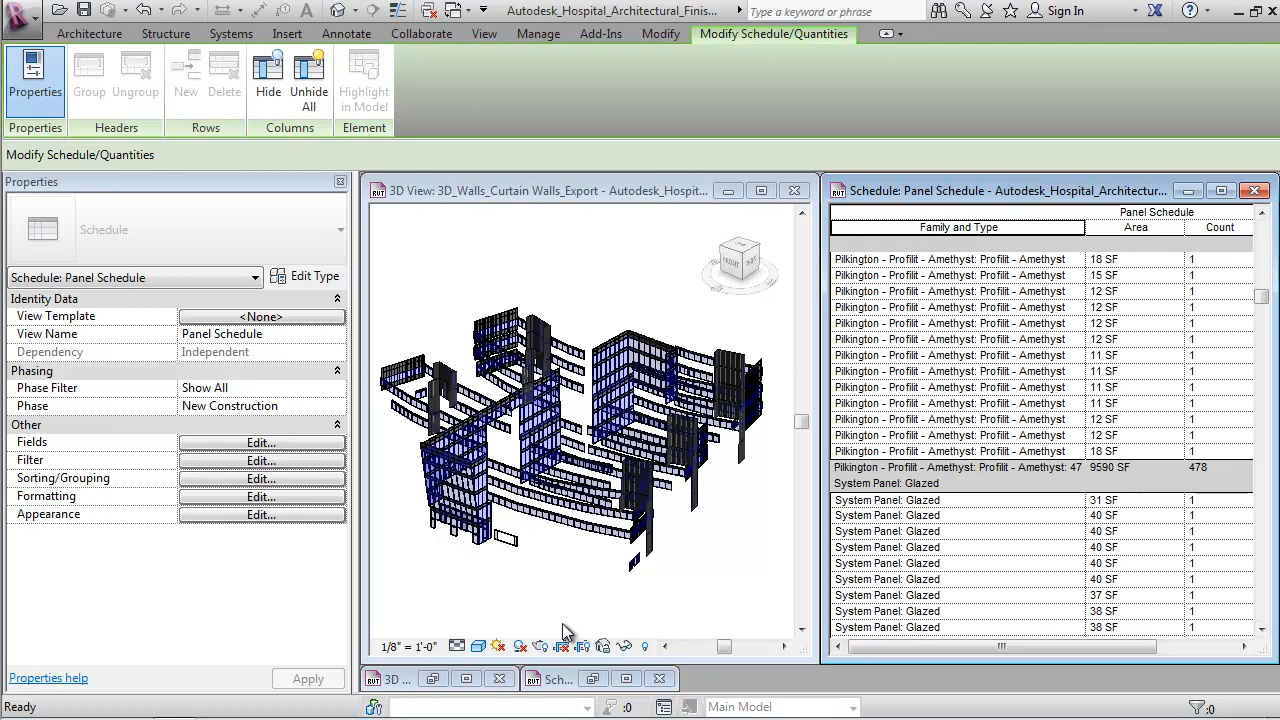 Autodesk_Hospital_Architectural_Finis...
Type a keyword or phrase
Sign In
Architecture
Structure
Systems
Insert
Annotate
Collaborate
View
Manage
Add-Ins
Modify
Modify Schedule/Quantities
Properties
Group
Ungroup
New
Delete
Hide
Unhide
All
Highlight
in Model
Properties
Headers
Rows
Columns
Element
Modify Schedule/Quantities
Properties
Schedule
Schedule: Panel Schedule
Edit Type
Identity Data
View Template <None>
View Name Panel Schedule
Dependency Independent
Phasing
Phase Filter Show All
Phase New Construction
Other
Fields Edit...
Filter Edit...
Sorting/Grouping Edit...
Formatting Edit...
Appearance Edit...
Properties help
Apply
3D View: 3D_Walls_Curtain Walls_Export - Autodesk_Hospit...
FRONT
1/8" = 1'-0"
Schedule: Panel Schedule - Autodesk_Hospital_Architectur...
Panel Schedule
Family and Type Area Count
Pilkington - Profilit - Amethyst: Profilit - Amethyst 18 SF 1
Pilkington - Profilit - Amethyst: Profilit - Amethyst 15 SF 1
Pilkington - Profilit - Amethyst: Profilit - Amethyst 12 SF 1
Pilkington - Profilit - Amethyst: Profilit - Amethyst 12 SF 1
Pilkington - Profilit - Amethyst: Profilit - Amethyst 12 SF 1
Pilkington - Profilit - Amethyst: Profilit - Amethyst 12 SF 1
Pilkington - Profilit - Amethyst: Profilit - Amethyst 11 SF 1
Pilkington - Profilit - Amethyst: Profilit - Amethyst 11 SF 1
Pilkington - Profilit - Amethyst: Profilit - Amethyst 11 SF 1
Pilkington - Profilit - Amethyst: Profilit - Amethyst 11 SF 1
Pilkington - Profilit - Amethyst: Profilit - Amethyst 12 SF 1
Pilkington - Profilit - Amethyst: Profilit - Amethyst 12 SF 1
Pilkington - Profilit - Amethyst: Profilit - Amethyst 18 SF 1
Pilkington - Profilit - Amethyst: Profilit - Amethyst: 47 9590 SF 478
System Panel: Glazed
System Panel: Glazed 31 SF 1
System Panel: Glazed 40 SF 1
System Panel: Glazed 40 SF 1
System Panel: Glazed 40 SF 1
System Panel: Glazed 40 SF 1
System Panel: Glazed 40 SF 1
System Panel: Glazed 37 SF 1
System Panel: Glazed 38 SF 1
System Panel: Glazed 38 SF 1
3D ...
Sch...
Ready
:0
Main Model
:0